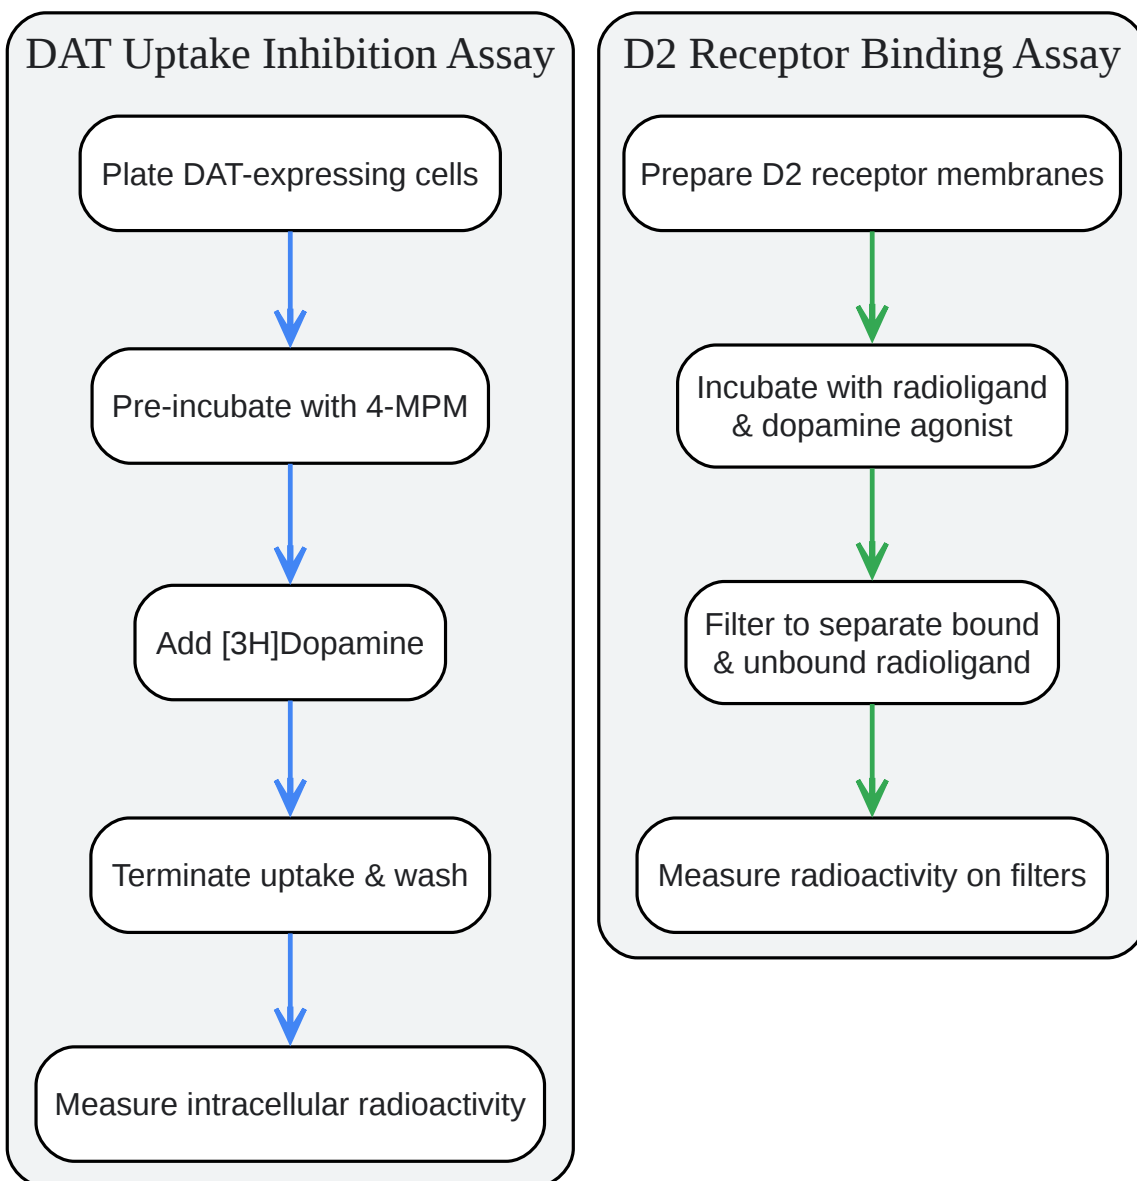 DAT Uptake Inhibition Assay
Plate DAT-expressing cells
Pre-incubate with 4-MPM
Add [3H]Dopamine
Terminate uptake & wash
Measure intracellular radioactivity
D2 Receptor Binding Assay
Prepare D2 receptor membranes
Incubate with radioligand
& dopamine agonist
Filter to separate bound
& unbound radioligand
Measure radioactivity on filters